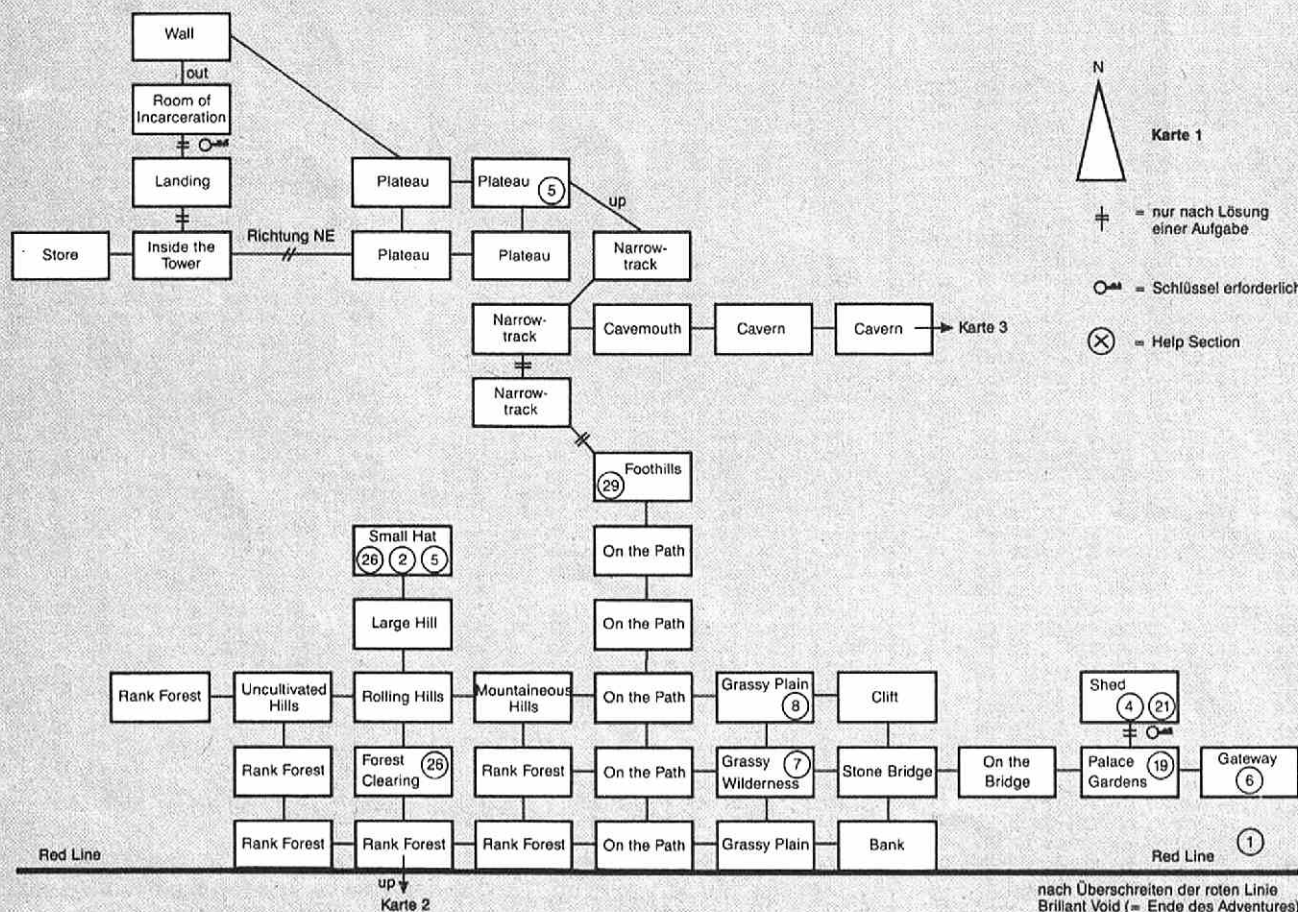 Wall
out
Room of
Incarceration
Landing
Store
Inside the
Tower
Richtung NE
Plateau
Plateau
5
up
Plateau
Plateau
Narrow-
track
N
Karte 1
= nur nach Lösung
einer Aufgabe
= Schlüssel erforderlich
= Help Section
Narrow-
track
Cavemouth
Cavern
Cavern
Karte 3
Narrow-
track
Foothills
29
Small Hat
26 2 5
On the Path
Large Hill
On the Path
Rank Forest
Uncultivated
Hills
Rolling Hills
Mountaineous
Hills
On the Path
Grassy Plain
8
Clift
Shed
4 21
Rank Forest
Forest
Clearing
26
Rank Forest
On the Path
Grassy
Wilderness
7
Stone Bridge
On the
Bridge
Palace
Gardens
19
Gateway
6
Rank Forest
Rank Forest
Rank Forest
On the Path
Grassy Plain
Bank
Red Line
Red Line
1
up
Karte 2
nach Überschreiten der roten Linie
Brillant Void (= Ende des Adventures)